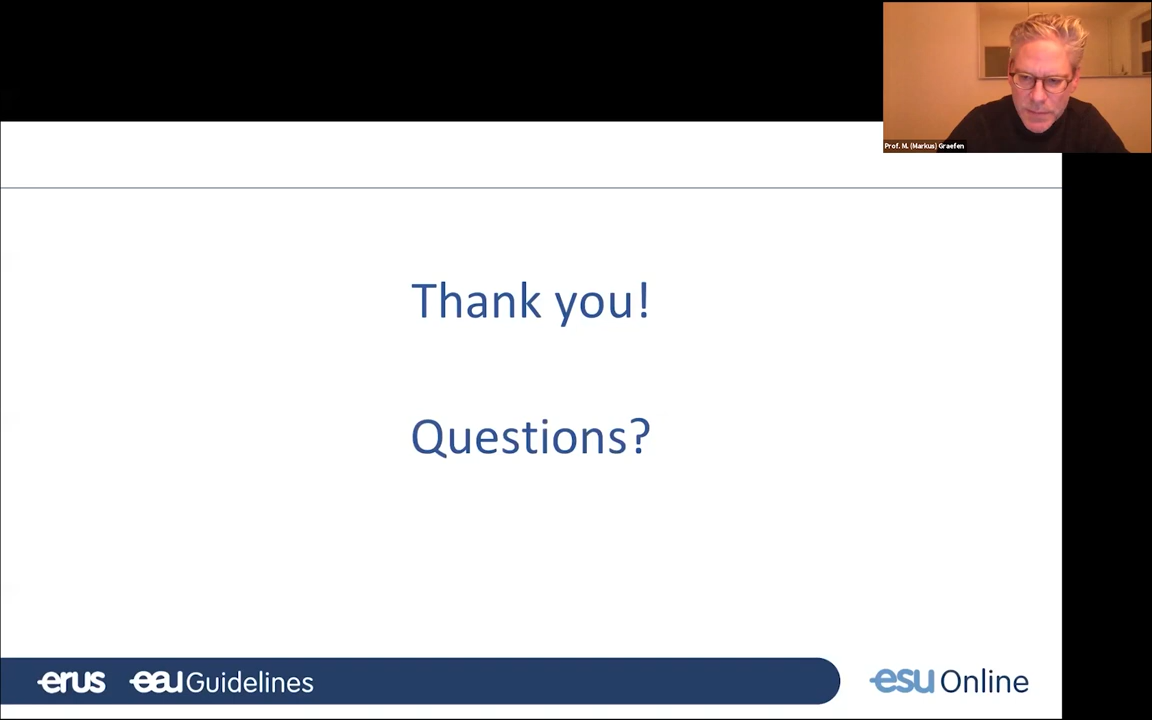 Prof. M. (Markus) Graefen
Thank you!
Questions?
erus eau Guidelines
esu Online